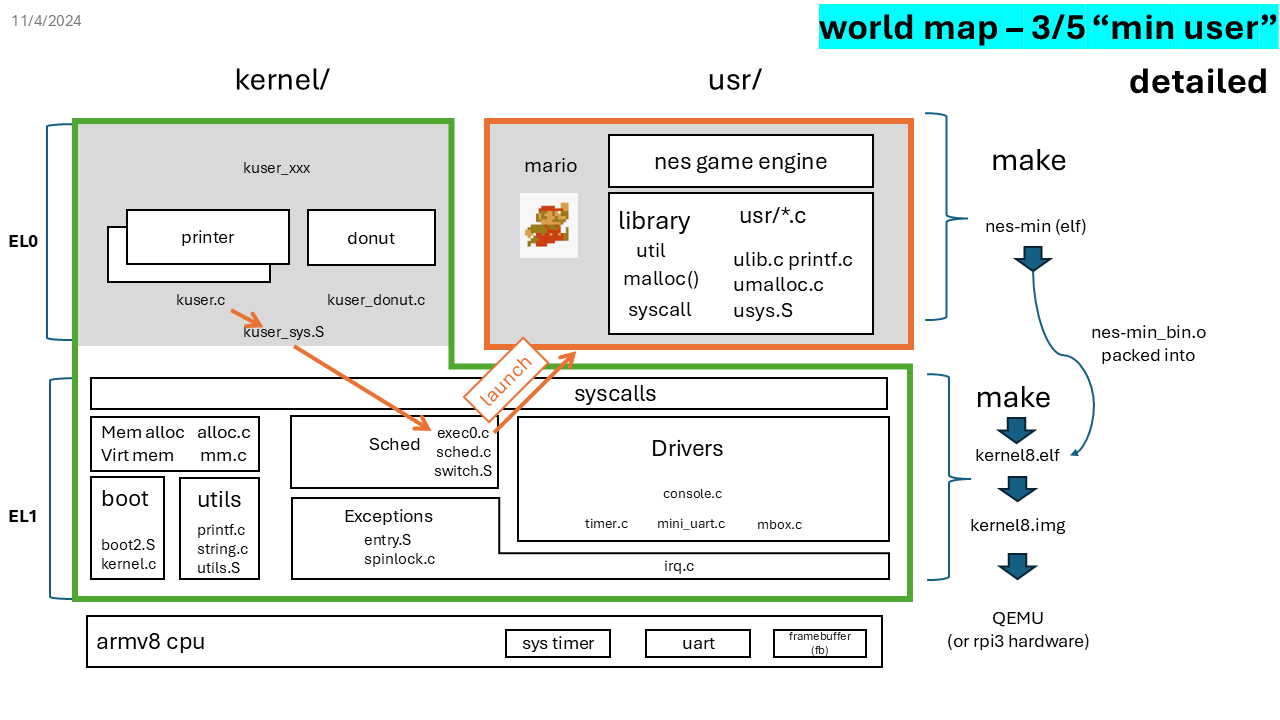 11/4/2024
world map – 3/5 “min user”
detailed
kernel/
usr/
EL0
kuser_xxx
printer
donut
kuser.c
kuser_donut.c
kuser_sys.S
mario
nes game engine
library
usr/*.c
util
malloc()
syscall
ulib.c printf.c
umalloc.c
usys.S
make
nes-min (elf)
nes-min_bin.o
packed into
launch
EL1
syscalls
Mem alloc alloc.c
Virt mem mm.c
boot
boot2.S
kernel.c
utils
printf.c
string.c
utils.S
Sched
exec0.c
sched.c
switch.S
Exceptions
entry.S
spinlock.c
irq.c
Drivers
console.c
timer.c
mini_uart.c
mbox.c
make
kernel8.elf
kernel8.img
QEMU
(or rpi3 hardware)
armv8 cpu
sys timer
uart
framebuffer
(fb)